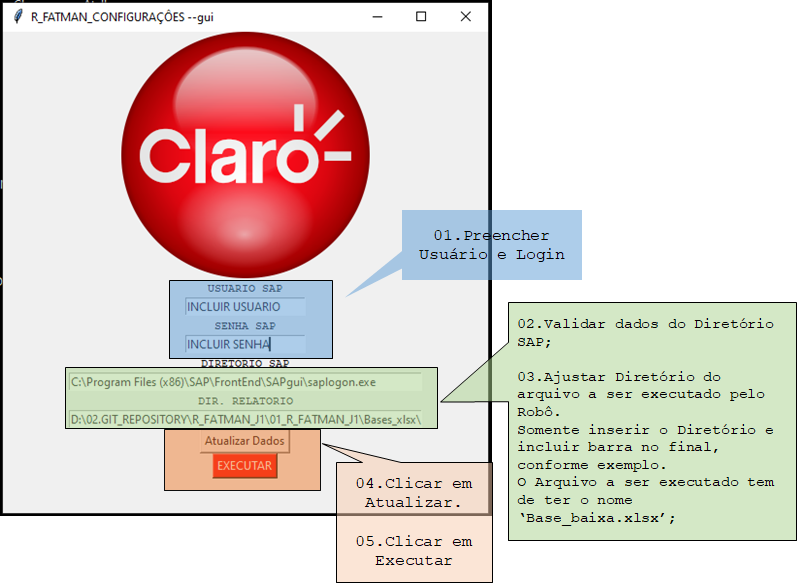 R_FATMAN_CONFIGURAÇÕES --gui
Claro
01.Preencher
Usuário e Login
USUARIO SAP
INCLUIR USUARIO
SENHA SAP
INCLUIR SENHA
DIRETORIO SAP
C:\Program Files (x86)\SAP\FrontEnd\SAPgui\saplogon.exe
DIR. RELATORIO
D:\02.GIT_REPOSITORY\R_FATMAN_J1\01_R_FATMAN_J1\Bases_xlsx\
Atualizar Dados
EXECUTAR
02.Validar dados do Diretório
SAP;
03.Ajustar Diretório do
arquivo a ser executado pelo
Robô.
Somente inserir o Diretório e
incluir barra no final,
conforme exemplo.
O Arquivo a ser executado tem
de ter o nome
‘Base_baixa.xlsx’;
04.Clicar em
Atualizar.
05.Clicar em
Executar